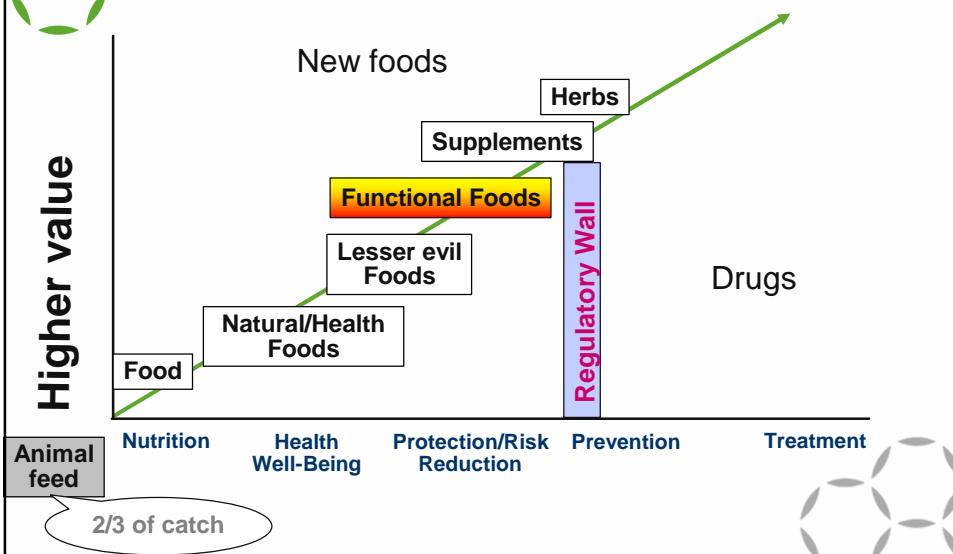 New foods
Herbs
Supplements
Functional Foods
Lesser evil
Foods
Natural/Health
Foods
Food
Higher value
Regulatory Wall
Drugs
Nutrition
Health
Well-Being
Protection/Risk
Reduction
Prevention
Treatment
Animal
feed
2/3 of catch